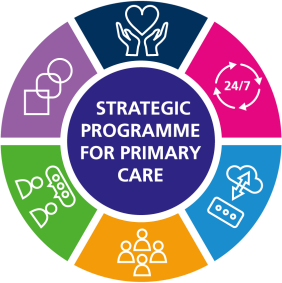 24/7
STRATEGIC
PROGRAMME
FOR PRIMARY
CARE